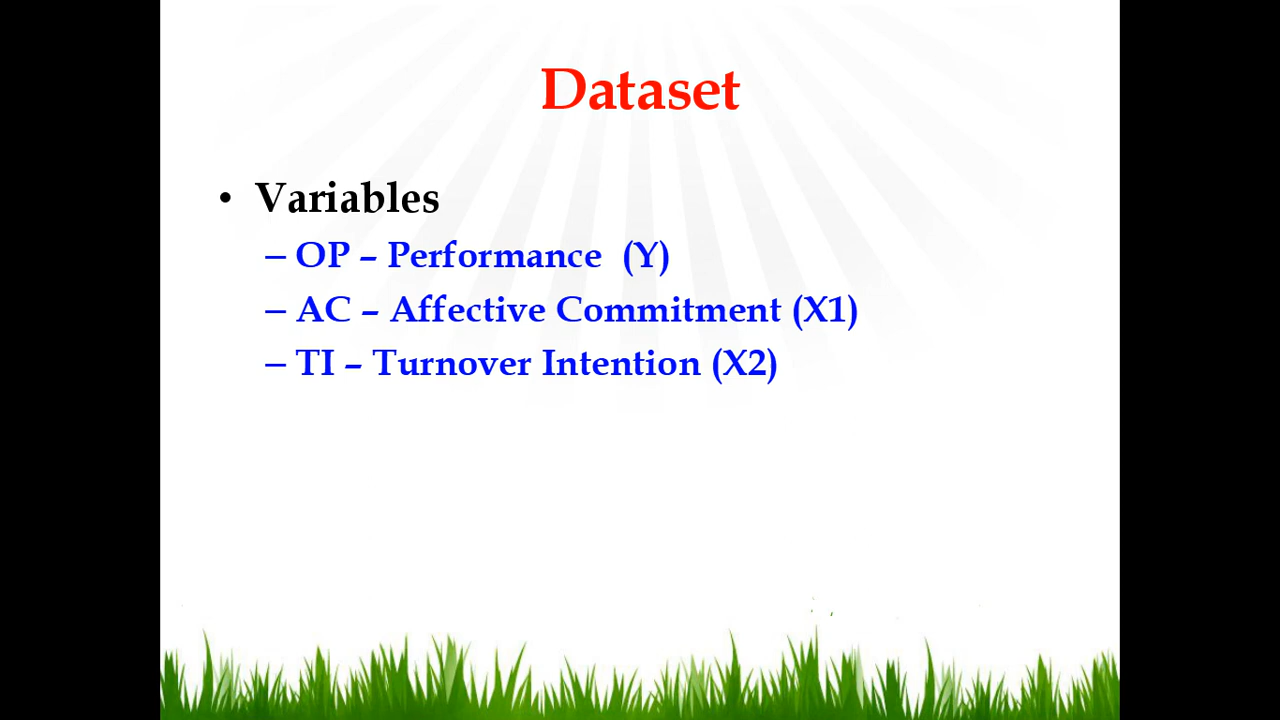 Dataset
• Variables
– OP – Performance (Y)
– AC – Affective Commitment (X1)
– TI – Turnover Intention (X2)